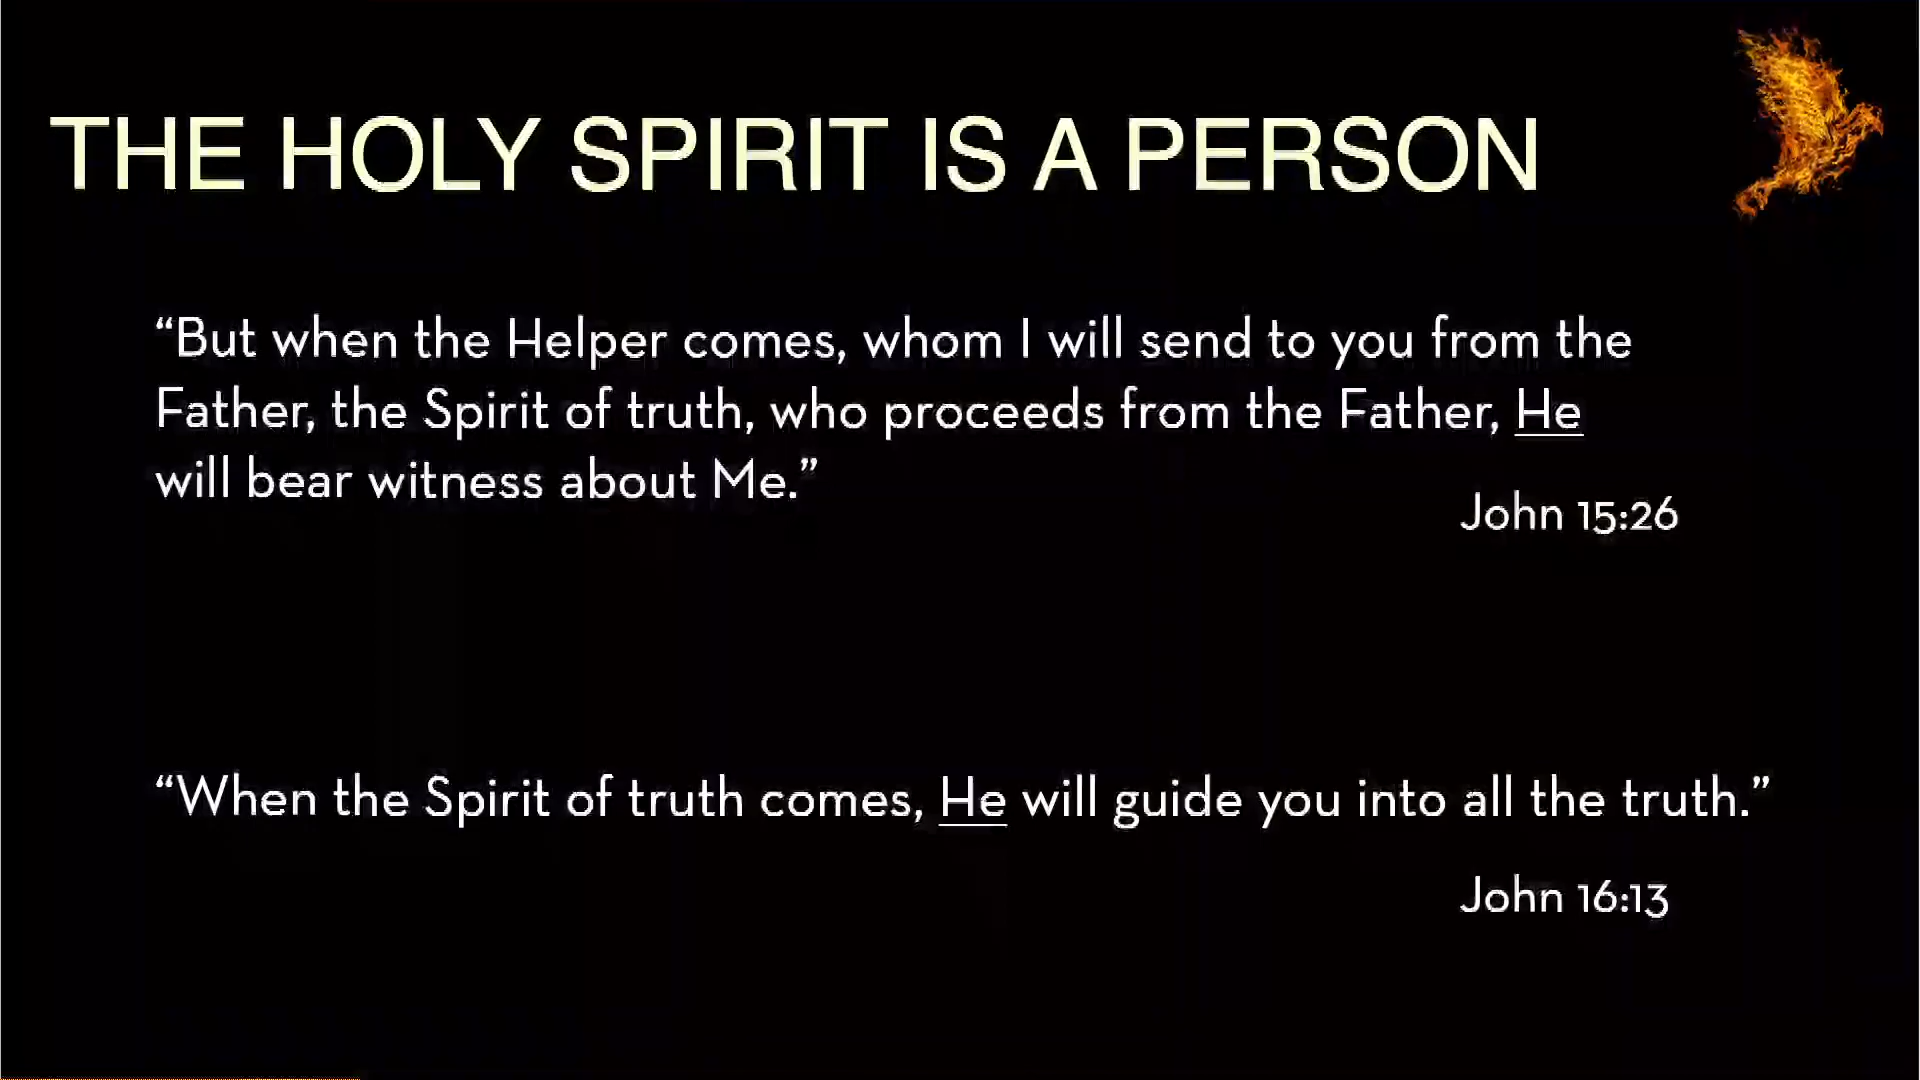 THE HOLY SPIRIT IS A PERSON
“But when the Helper comes, whom I will send to you from the
Father, the Spirit of truth, who proceeds from the Father, He
will bear witness about Me.”
John 15:26
“When the Spirit of truth comes, He will guide you into all the truth.”
John 16:13